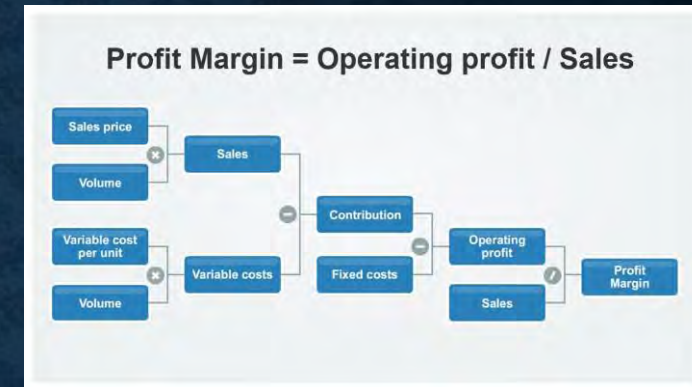 Profit Margin = Operating profit / Sales
Sales price
Sales
Volume
Contribution
Variable cost
per unit
Operating
profit
Variable costs
Fixed costs
Profit
Margin
Volume
Sales